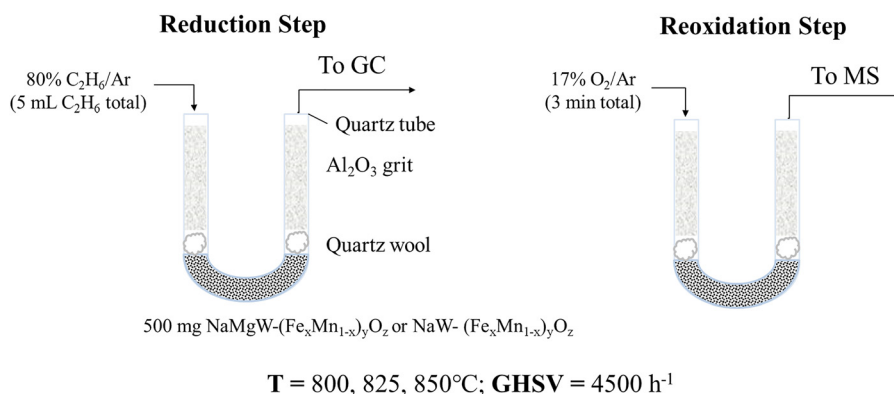 Reduction Step
80% C₂H₆/Ar
(5 mL C₂H₆ total)
To GC
Quartz tube
Al₂O₃ grit
Quartz wool
500 mg NaMgW-(FeₓMn₁₋ₓ)ᵧO_z or NaW- (FeₓMn₁₋ₓ)ᵧO_z
Reoxidation Step
17% O₂/Ar
(3 min total)
To MS
T = 800, 825, 850°C; GHSV = 4500 h⁻¹